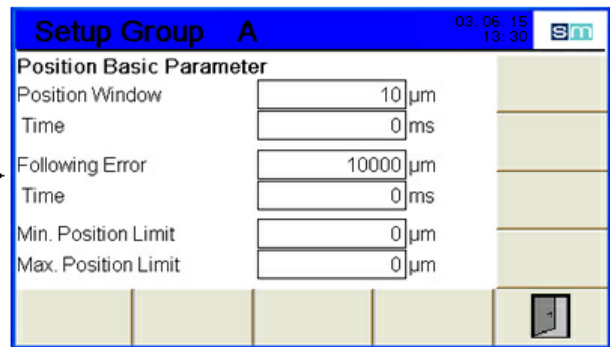 Setup Group A
03. 06. 15
13: 30
sm
Position Basic Parameter
Position Window 10 µm
Time 0 ms
Following Error 10000 µm
Time 0 ms
Min. Position Limit 0 µm
Max. Position Limit 0 µm